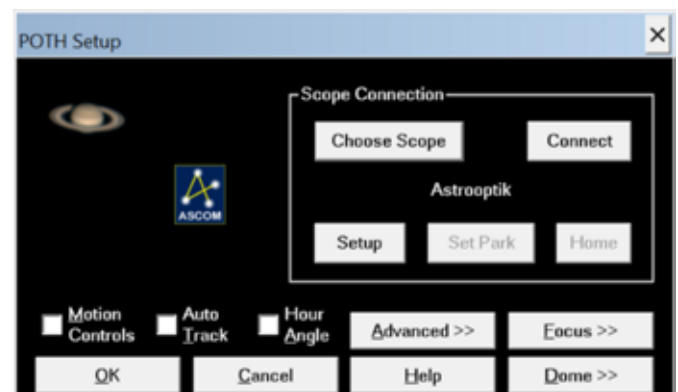 POTH Setup
Scope Connection
Choose Scope
Connect
Astrooptik
ASCOM
Setup
Set Park
Home
Motion Controls
Auto Track
Hour Angle
Advanced >>
Focus >>
OK
Cancel
Help
Dome >>